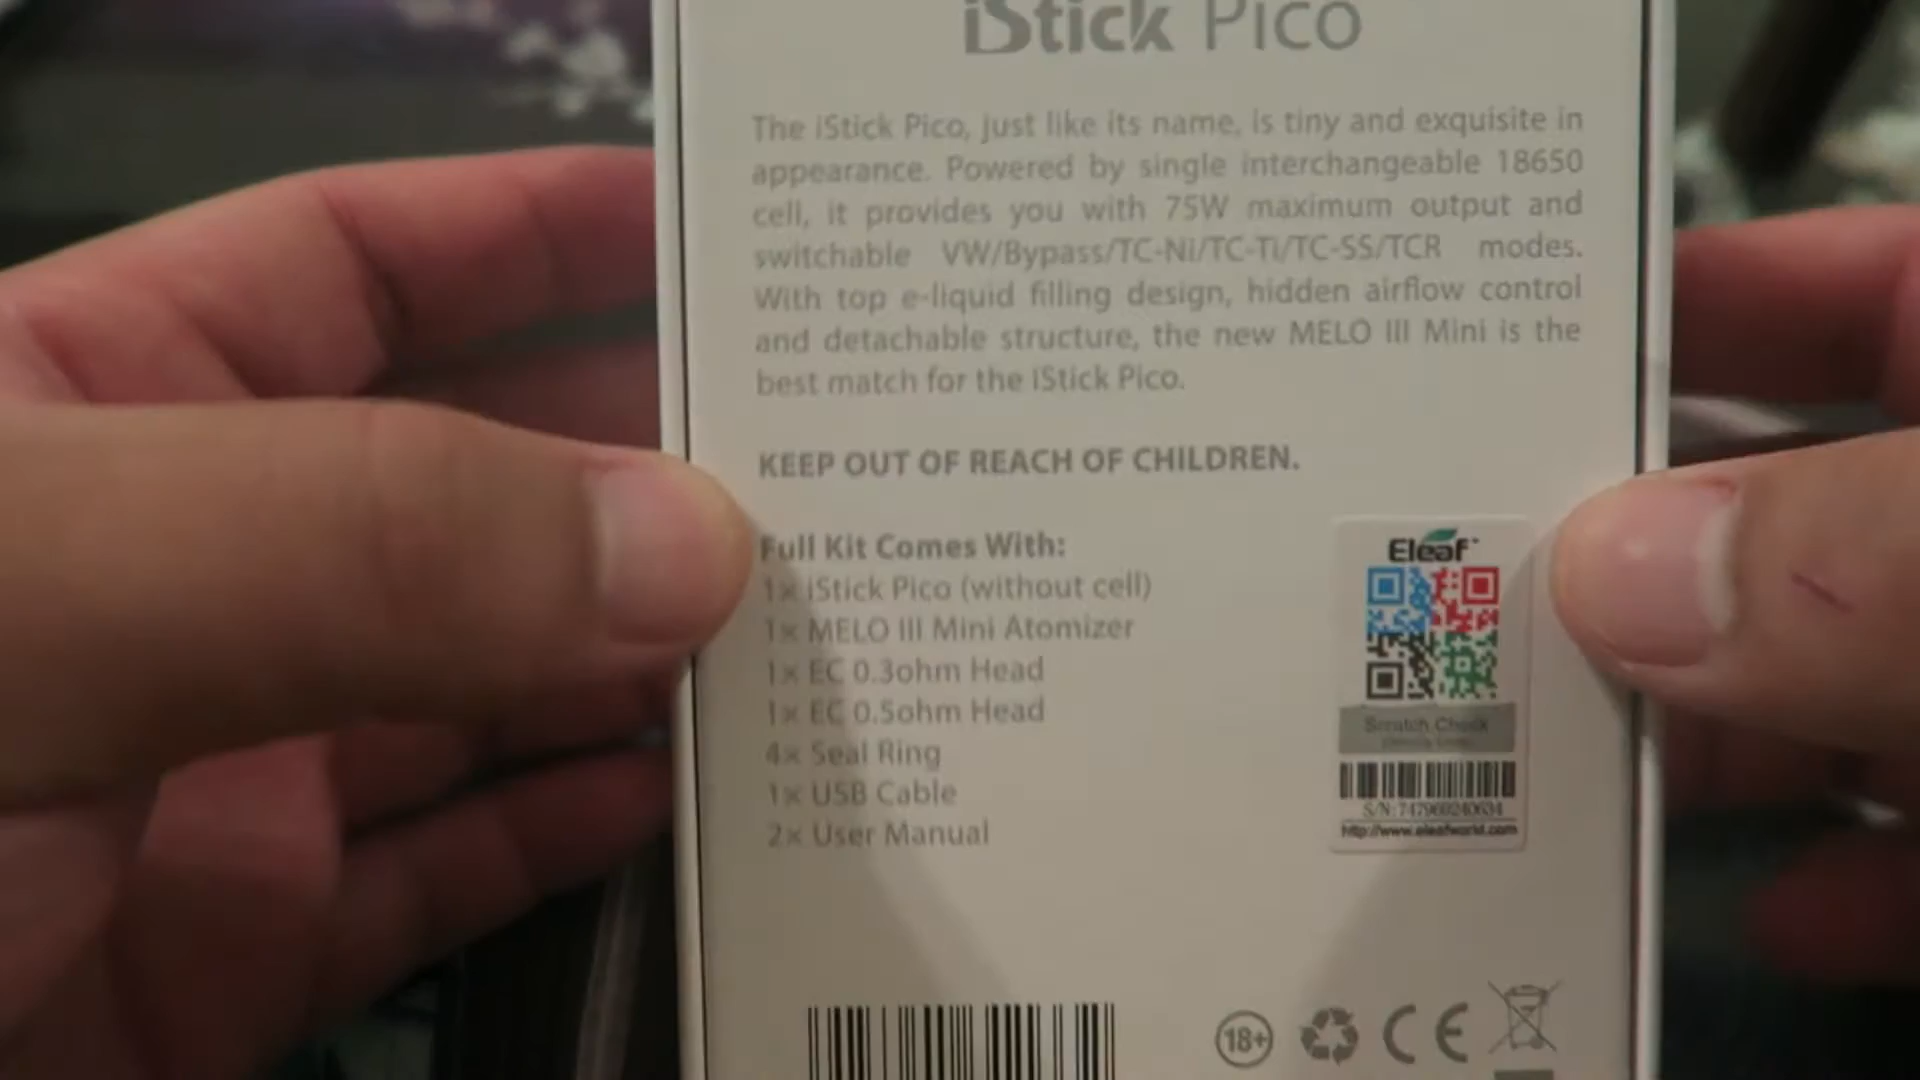 iStick Pico
The iStick Pico, just like its name, is tiny and exquisite in
appearance. Powered by single interchangeable 18650
cell, it provides you with 75W maximum output and
switchable VW/Bypass/TC-Ni/TC-Ti/TC-SS/TCR modes.
With top e-liquid filling design, hidden airflow control
and detachable structure, the new MELO III Mini is the
best match for the iStick Pico.
KEEP OUT OF REACH OF CHILDREN.
Full Kit Comes With:
1× iStick Pico (without cell)
1× MELO III Mini Atomizer
1× EC 0.3ohm Head
1× EC 0.5ohm Head
4× Seal Ring
1× USB Cable
2× User Manual
Eleaf
Scratch Check
S/N:
http://www.eleafworld.com
18+
CE